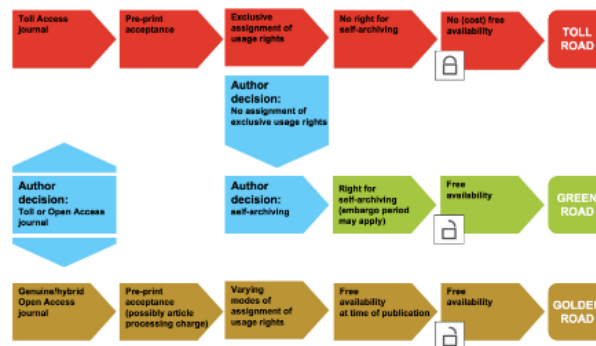 Toll Access
journal
Pre-print
acceptance
Exclusive
assignment of
usage rights
No right for
self-archiving
No (cost) free
availability
TOLL
ROAD
Author
decision:
No assignment of
exclusive usage rights
Author
decision:
Toll or Open Access
journal
Author
decision:
self-archiving
Right for
self-archiving
(embargo period
may apply)
Free
availability
GREEN
ROAD
Genuine/hybrid
Open Access
journal
Pre-print
acceptance
(possibly article
processing charge)
Varying
modes of
assignment of
usage rights
Free
availability
at time of publication
Free
availability
GOLDEN
ROAD